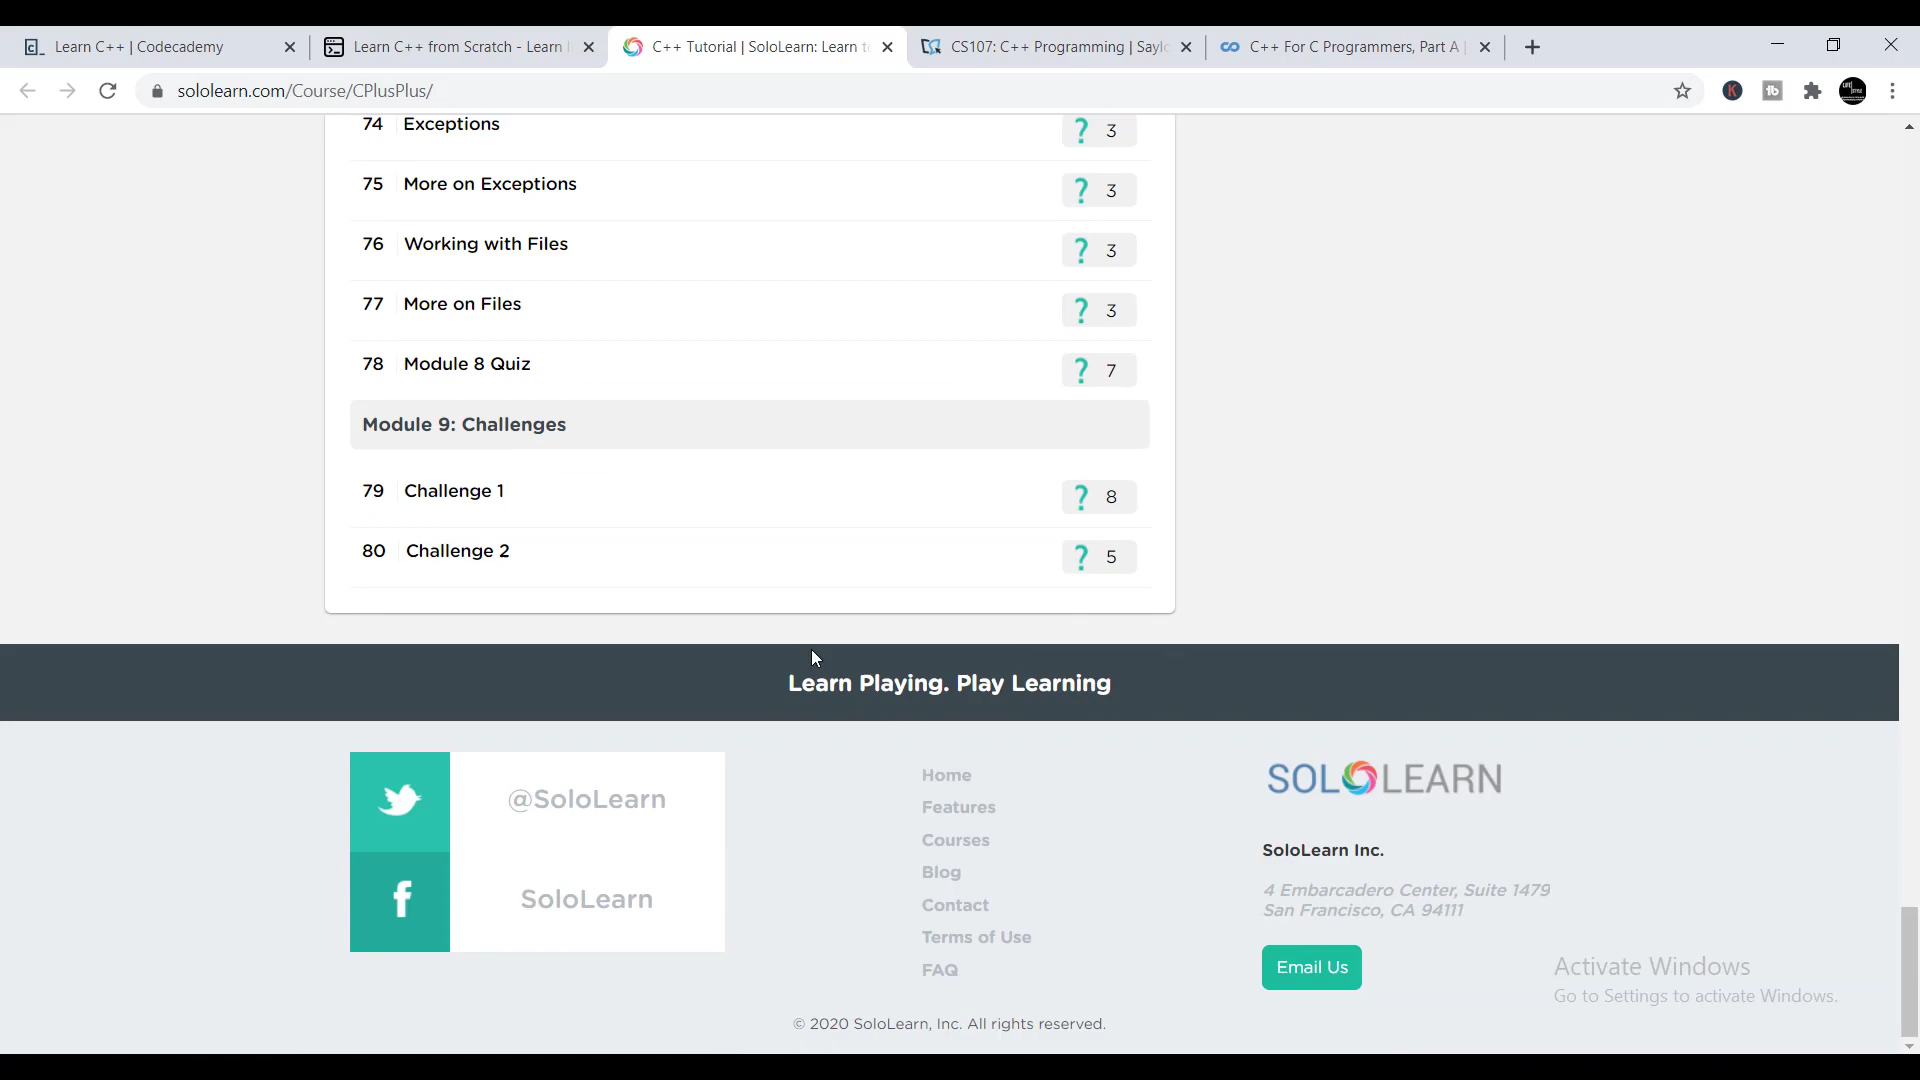 Learn C++ | Codecademy
Learn C++ from Scratch - Learn
C++ Tutorial | SoloLearn: Learn
CS107: C++ Programming | Saylo
C++ For C Programmers, Part A |
sololearn.com/Course/CPlusPlus/
74 Exceptions ? 3
75 More on Exceptions ? 3
76 Working with Files ? 3
77 More on Files ? 3
78 Module 8 Quiz ? 7
Module 9: Challenges
79 Challenge 1 ? 8
80 Challenge 2 ? 5
Learn Playing. Play Learning
@SoloLearn
SoloLearn
Home
Features
Courses
Blog
Contact
Terms of Use
FAQ
SOLOLEARN
SoloLearn Inc.
4 Embarcadero Center, Suite 1479
San Francisco, CA 94111
Email Us
Activate Windows
Go to Settings to activate Windows.
© 2020 SoloLearn, Inc. All rights reserved.